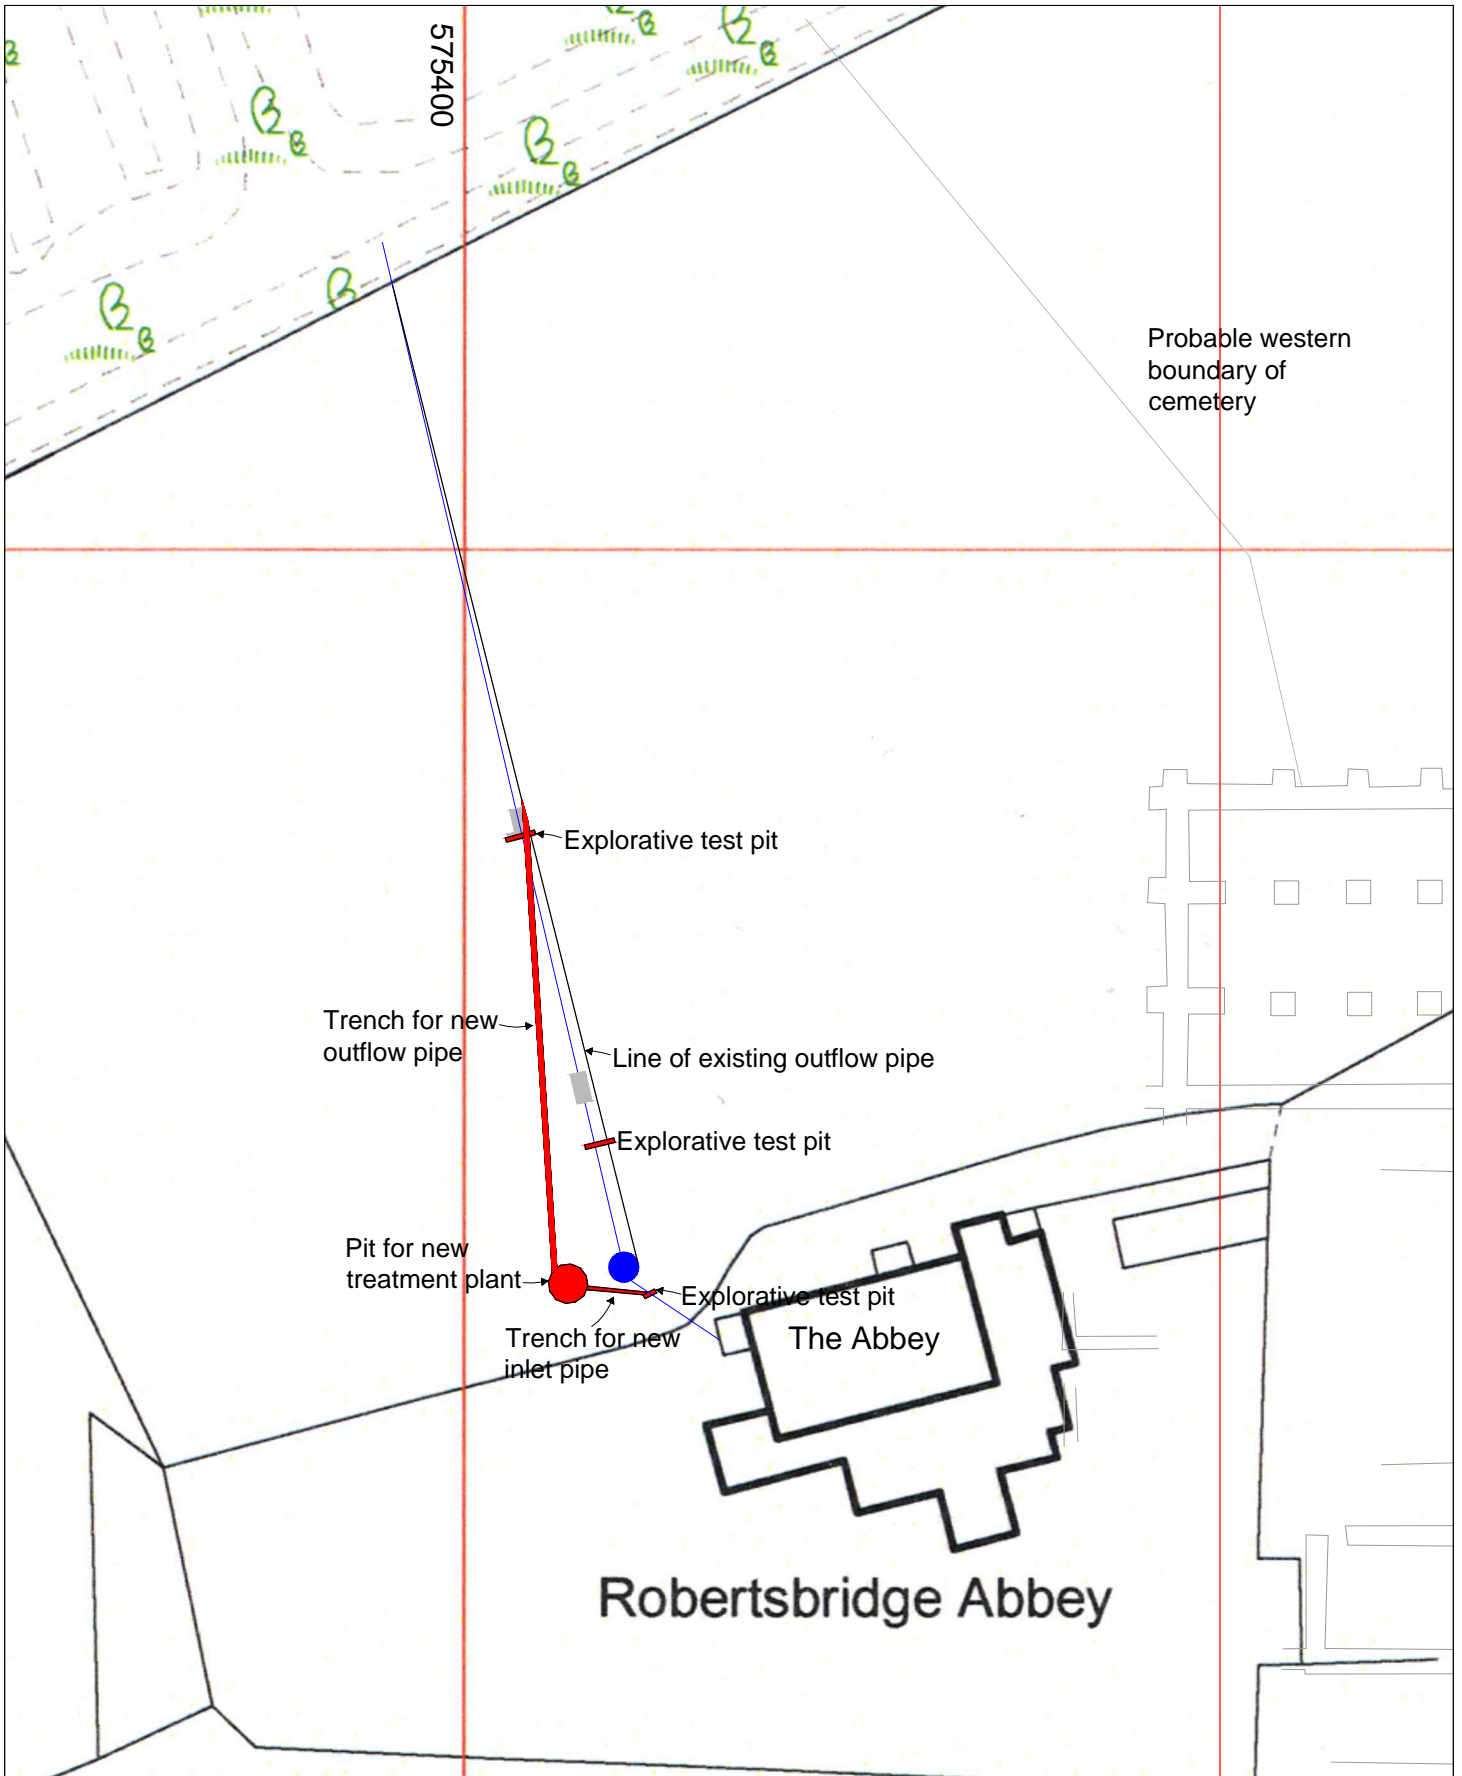 575400
Probable western
boundary of
cemetery
Explorative test pit
Trench for new
outflow pipe
Line of existing outflow pipe
Explorative test pit
Pit for new
treatment plant
Explorative test pit
Trench for new
inlet pipe
The Abbey
Robertsbridge Abbey